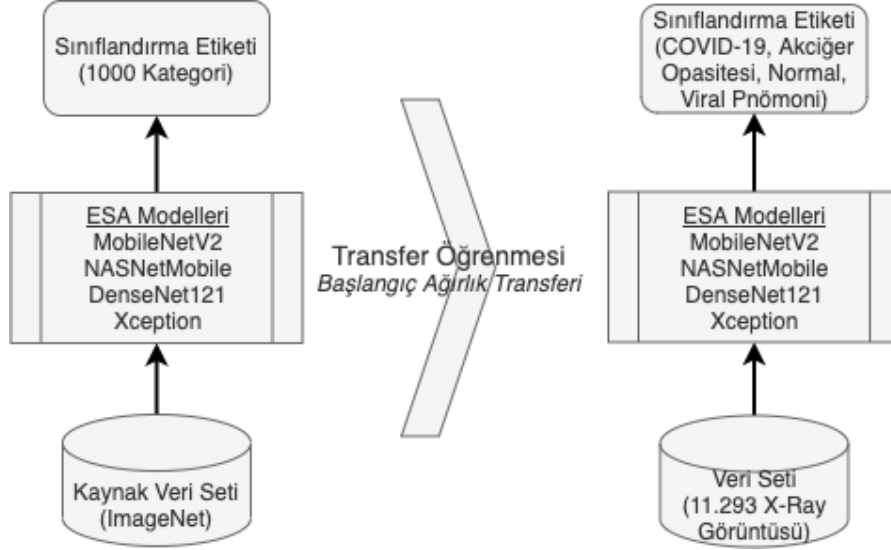 Sınıflandırma Etiketi
(1000 Kategori)
ESA Modelleri
MobileNetV2
NASNetMobile
DenseNet121
Xception
Kaynak Veri Seti
(ImageNet)
Transfer Öğrenmesi
Başlangıç Ağırlık Transferi
Sınıflandırma Etiketi
(COVID-19, Akciğer
Opasitesi, Normal,
Viral Pnömoni)
ESA Modelleri
MobileNetV2
NASNetMobile
DenseNet121
Xception
Veri Seti
(11.293 X-Ray
Görüntüsü)